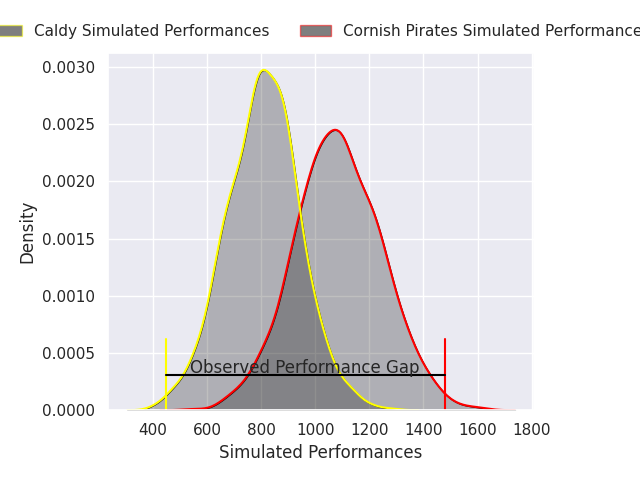 Caldy Simulated Performances
Cornish Pirates Simulated Performance
0.0030
0.0025
0.0020
0.0015
0.0010
0.0005
0.0000
Density
Observed Performance Gap
400 600 800 1000 1200 1400 1600 1800
Simulated Performances